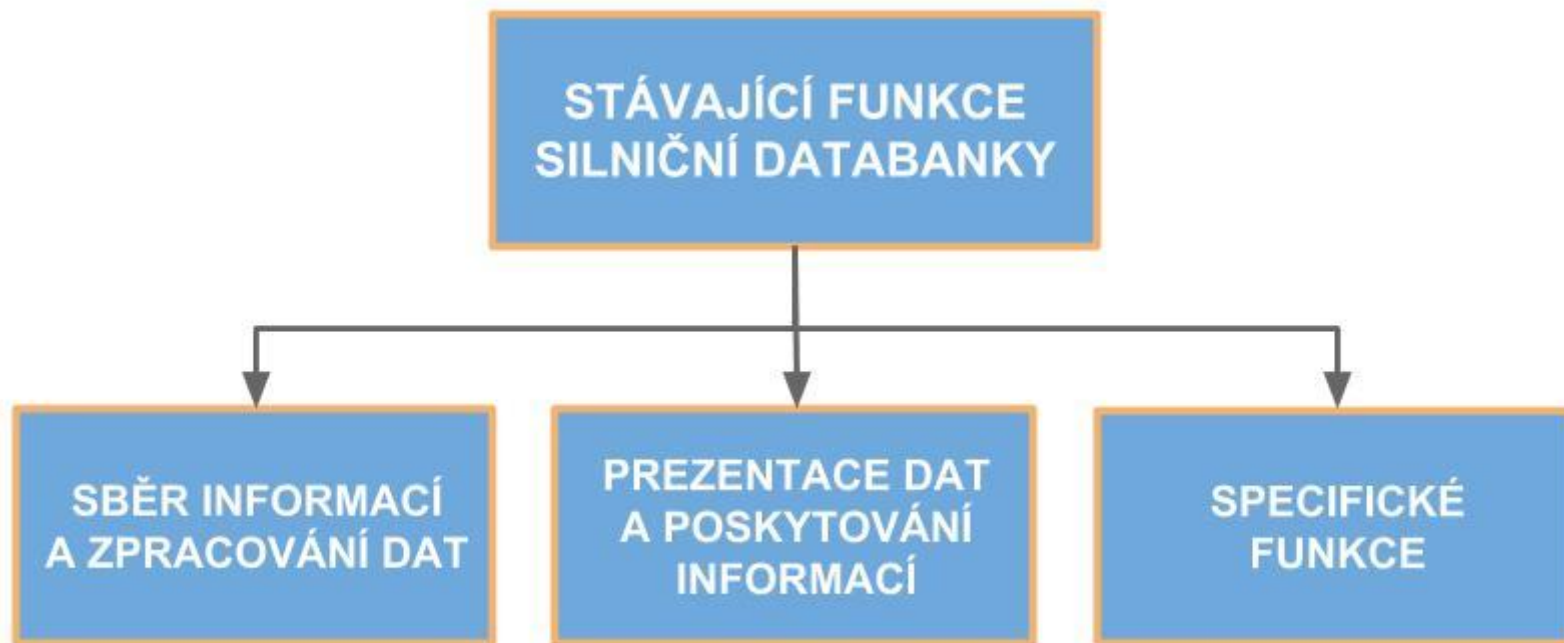 STÁVAJÍCÍ FUNKCE
SILNIČNÍ DATABANKY
SBĚR INFORMACÍ
A ZPRACOVÁNÍ DAT
PREZENTACE DAT
A POSKYTOVÁNÍ
INFORMACÍ
SPECIFICKÉ
FUNKCE